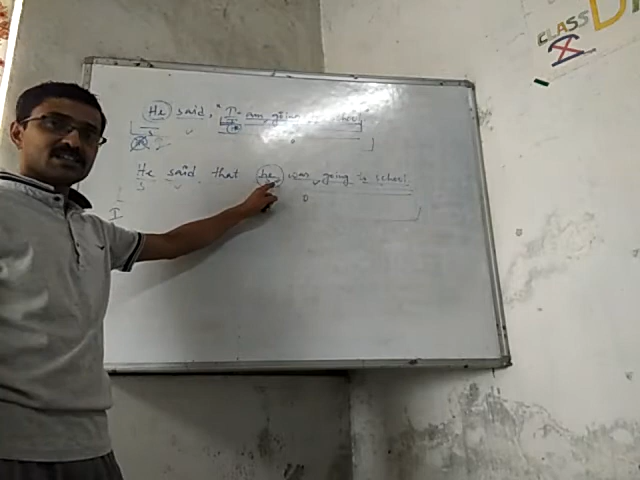 CLASS
X
He said, "I am going to school
S
He said that he was going to school.
S
O
I